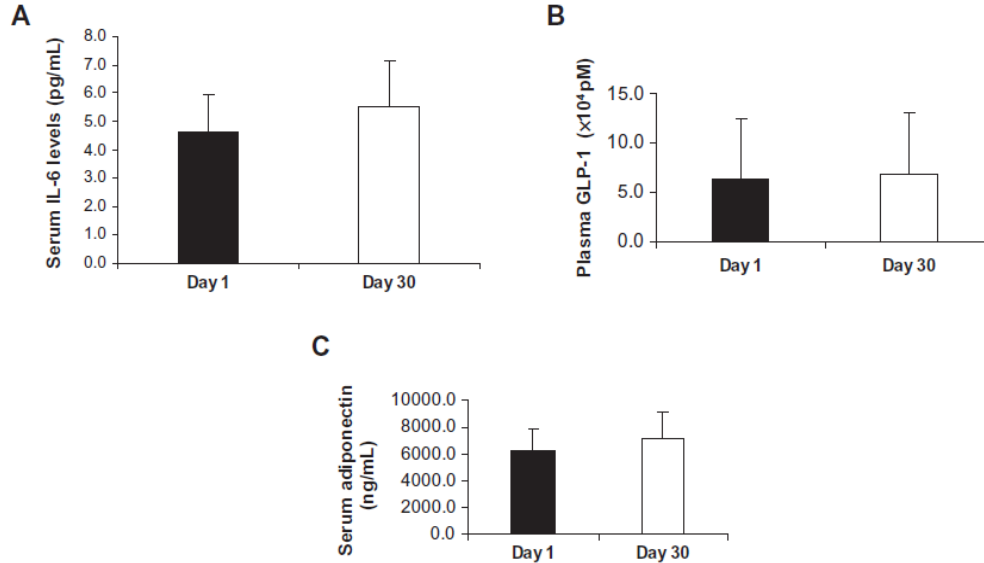 A
Serum IL-6 levels (pg/mL)
8.0
7.0
6.0
5.0
4.0
3.0
2.0
1.0
0.0
Day 1
Day 30
B
Plasma GLP-1 (×10⁴pM)
15.0
10.0
5.0
0.0
Day 1
Day 30
C
Serum adiponectin
(ng/mL)
10000.0
8000.0
6000.0
4000.0
2000.0
0.0
Day 1
Day 30